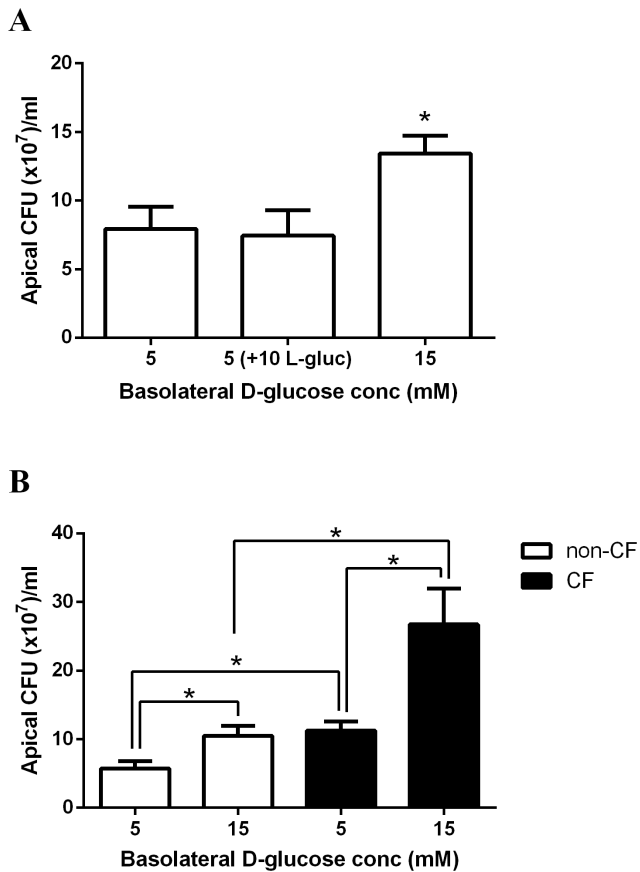 A
Apical CFU (x10⁷)/ml
20
15
10
5
0
*
5 5 (+10 L-gluc) 15
Basolateral D-glucose conc (mM)
B
Apical CFU (x10⁷)/ml
40
30
20
10
0
*
*
*
*
non-CF
CF
5 15 5 15
Basolateral D-glucose conc (mM)